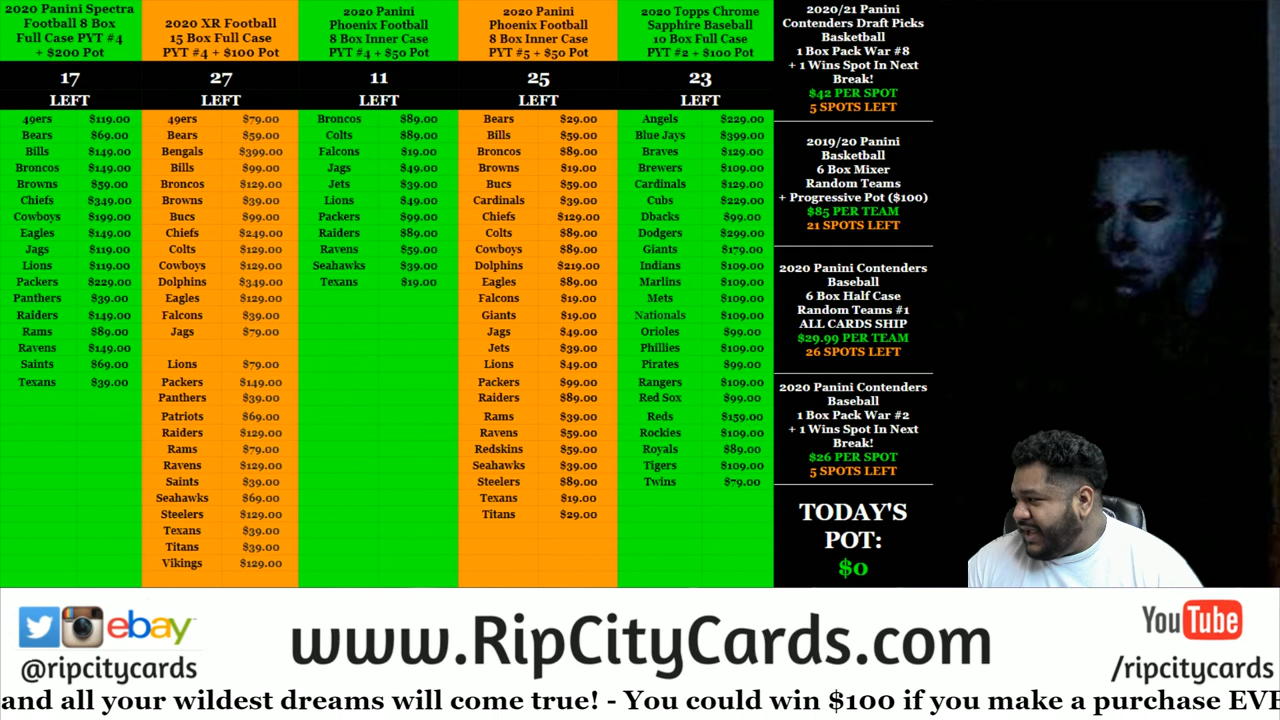 2020 Panini Spectra
Football 8 Box
Full Case PYT #4
+ $200 Pot
17
LEFT
49ers $119.00
Bears $69.00
Bills $149.00
Broncos $149.00
Browns $59.00
Chiefs $349.00
Cowboys $199.00
Eagles $149.00
Jags $119.00
Lions $119.00
Packers $229.00
Panthers $39.00
Raiders $149.00
Rams $89.00
Ravens $149.00
Saints $69.00
Texans $39.00
2020 XR Football
15 Box Full Case
PYT #4 + $100 Pot
27
LEFT
49ers $79.00
Bears $59.00
Bengals $399.00
Bills $99.00
Broncos $129.00
Browns $39.00
Bucs $99.00
Chiefs $249.00
Colts $129.00
Cowboys $129.00
Dolphins $349.00
Eagles $129.00
Falcons $39.00
Jags $79.00
Lions $79.00
Packers $149.00
Panthers $39.00
Patriots $69.00
Raiders $129.00
Rams $79.00
Ravens $129.00
Saints $39.00
Seahawks $69.00
Steelers $129.00
Texans $39.00
Titans $39.00
Vikings $129.00
2020 Panini
Phoenix Football
8 Box Inner Case
PYT #4 + $50 Pot
11
LEFT
Broncos $89.00
Colts $89.00
Falcons $19.00
Jags $49.00
Jets $39.00
Lions $49.00
Packers $99.00
Raiders $89.00
Ravens $59.00
Seahawks $39.00
Texans $19.00
2020 Panini
Phoenix Football
8 Box Inner Case
PYT #5 + $50 Pot
25
LEFT
Bears $29.00
Bills $59.00
Broncos $89.00
Browns $19.00
Bucs $59.00
Cardinals $39.00
Chiefs $129.00
Colts $89.00
Cowboys $89.00
Dolphins $219.00
Eagles $89.00
Falcons $19.00
Giants $19.00
Jags $49.00
Jets $39.00
Lions $49.00
Packers $99.00
Raiders $89.00
Rams $39.00
Ravens $59.00
Redskins $59.00
Seahawks $39.00
Steelers $89.00
Texans $19.00
Titans $29.00
2020 Topps Chrome
Sapphire Baseball
10 Box Full Case
PYT #2 + $100 Pot
23
LEFT
Angels $229.00
Blue Jays $399.00
Braves $129.00
Brewers $109.00
Cardinals $129.00
Cubs $229.00
Dbacks $99.00
Dodgers $299.00
Giants $179.00
Indians $109.00
Marlins $109.00
Mets $109.00
Nationals $109.00
Orioles $99.00
Phillies $109.00
Pirates $99.00
Rangers $109.00
Red Sox $99.00
Reds $159.00
Rockies $109.00
Royals $89.00
Tigers $109.00
Twins $79.00
2020/21 Panini
Contenders Draft Picks
Basketball
1 Box Pack War #8
+ 1 Wins Spot In Next
Break!
$42 PER SPOT
5 SPOTS LEFT
2019/20 Panini
Basketball
6 Box Mixer
Random Teams
+ Progressive Pot ($100)
$85 PER TEAM
21 SPOTS LEFT
2020 Panini Contenders
Baseball
6 Box Half Case
Random Teams #1
ALL CARDS SHIP
$29.99 PER TEAM
26 SPOTS LEFT
2020 Panini Contenders
Baseball
1 Box Pack War #2
+ 1 Wins Spot In Next
Break!
$26 PER SPOT
5 SPOTS LEFT
TODAY'S
POT:
$0
ebay
@ripcitycards
www.RipCityCards.com
YouTube
/ripcitycards
and all your wildest dreams will come true! - You could win $100 if you make a purchase EVE